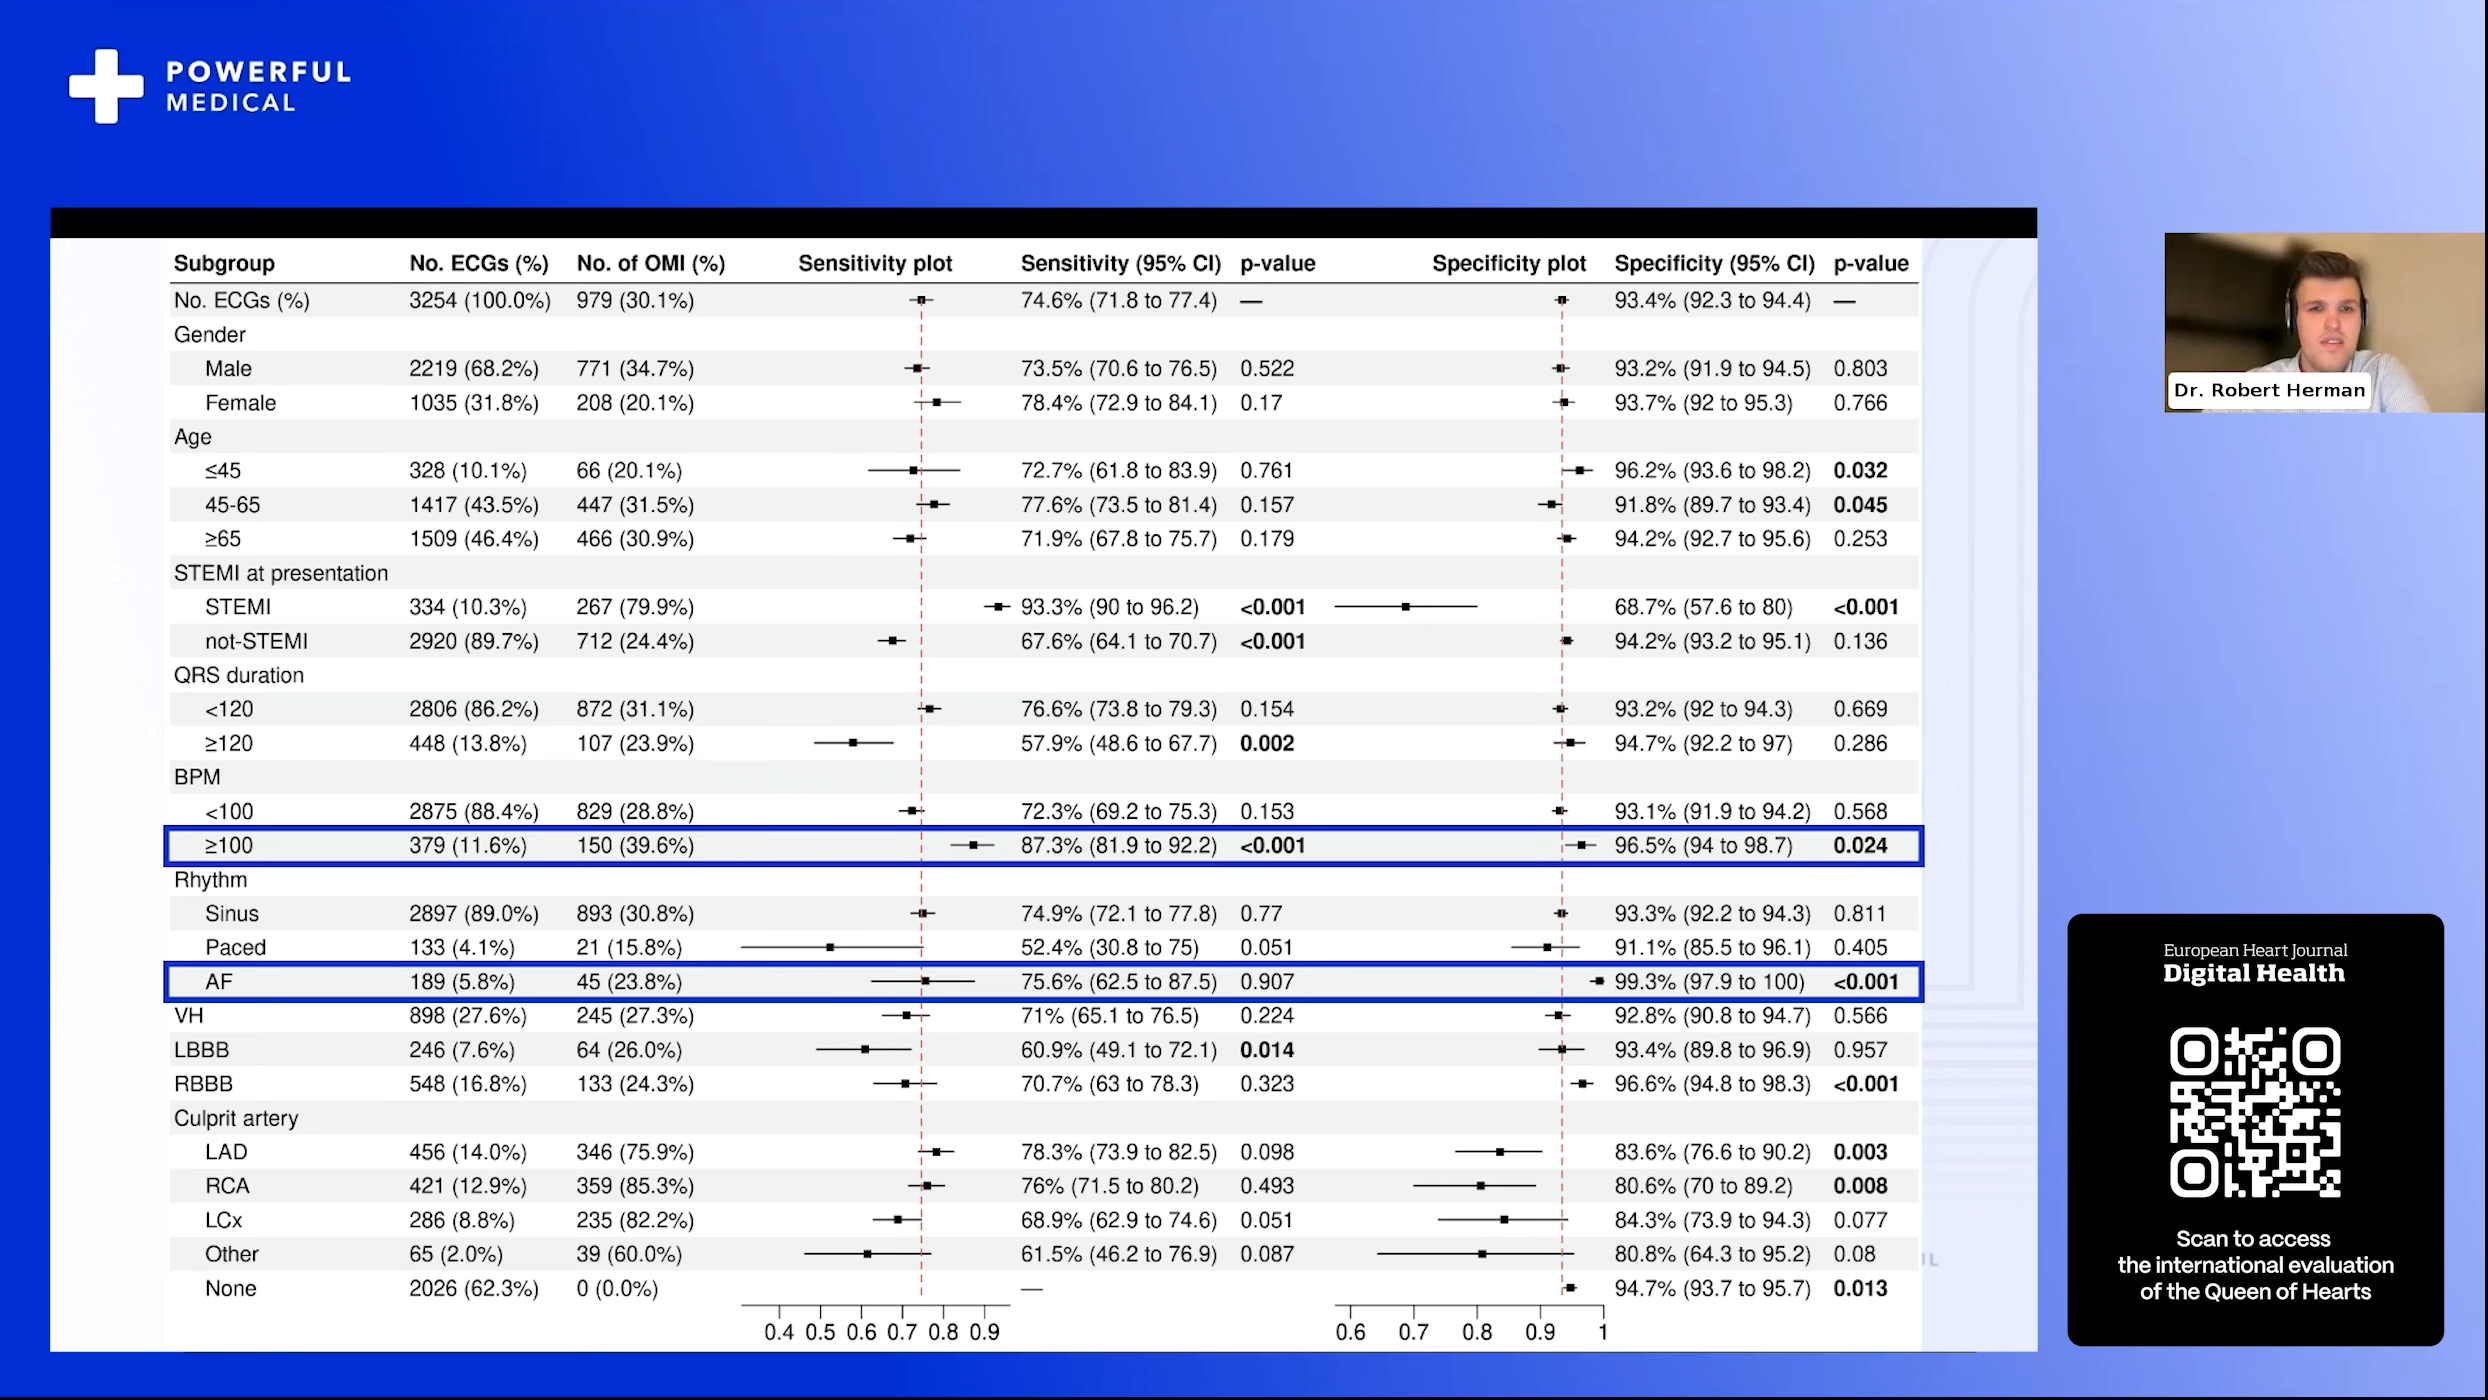 POWERFUL
MEDICAL
Subgroup No. ECGs (%) No. of OMI (%) Sensitivity plot Sensitivity (95% CI) p-value Specificity plot Specificity (95% CI) p-value
No. ECGs (%) 3254 (100.0%) 979 (30.1%) 74.6% (71.8 to 77.4) — 93.4% (92.3 to 94.4) —
Gender
Male 2219 (68.2%) 771 (34.7%) 73.5% (70.6 to 76.5) 0.522 93.2% (91.9 to 94.5) 0.803
Female 1035 (31.8%) 208 (20.1%) 78.4% (72.9 to 84.1) 0.17 93.7% (92 to 95.3) 0.766
Age
≤45 328 (10.1%) 66 (20.1%) 72.7% (61.8 to 83.9) 0.761 96.2% (93.6 to 98.2) 0.032
45-65 1417 (43.5%) 447 (31.5%) 77.6% (73.5 to 81.4) 0.157 91.8% (89.7 to 93.4) 0.045
≥65 1509 (46.4%) 466 (30.9%) 71.9% (67.8 to 75.7) 0.179 94.2% (92.7 to 95.6) 0.253
STEMI at presentation
STEMI 334 (10.3%) 267 (79.9%) 93.3% (90 to 96.2) <0.001 68.7% (57.6 to 80) <0.001
not-STEMI 2920 (89.7%) 712 (24.4%) 67.6% (64.1 to 70.7) <0.001 94.2% (93.2 to 95.1) 0.136
QRS duration
<120 2806 (86.2%) 872 (31.1%) 76.6% (73.8 to 79.3) 0.154 93.2% (92 to 94.3) 0.669
≥120 448 (13.8%) 107 (23.9%) 57.9% (48.6 to 67.7) 0.002 94.7% (92.2 to 97) 0.286
BPM
<100 2875 (88.4%) 829 (28.8%) 72.3% (69.2 to 75.3) 0.153 93.1% (91.9 to 94.2) 0.568
≥100 379 (11.6%) 150 (39.6%) 87.3% (81.9 to 92.2) <0.001 96.5% (94 to 98.7) 0.024
Rhythm
Sinus 2897 (89.0%) 893 (30.8%) 74.9% (72.1 to 77.8) 0.77 93.3% (92.2 to 94.3) 0.811
Paced 133 (4.1%) 21 (15.8%) 52.4% (30.8 to 75) 0.051 91.1% (85.5 to 96.1) 0.405
AF 189 (5.8%) 45 (23.8%) 75.6% (62.5 to 87.5) 0.907 99.3% (97.9 to 100) <0.001
VH 898 (27.6%) 245 (27.3%) 71% (65.1 to 76.5) 0.224 92.8% (90.8 to 94.7) 0.566
LBBB 246 (7.6%) 64 (26.0%) 60.9% (49.1 to 72.1) 0.014 93.4% (89.8 to 96.9) 0.957
RBBB 548 (16.8%) 133 (24.3%) 70.7% (63 to 78.3) 0.323 96.6% (94.8 to 98.3) <0.001
Culprit artery
LAD 456 (14.0%) 346 (75.9%) 78.3% (73.9 to 82.5) 0.098 83.6% (76.6 to 90.2) 0.003
RCA 421 (12.9%) 359 (85.3%) 76% (71.5 to 80.2) 0.493 80.6% (70 to 89.2) 0.008
LCx 286 (8.8%) 235 (82.2%) 68.9% (62.9 to 74.6) 0.051 84.3% (73.9 to 94.3) 0.077
Other 65 (2.0%) 39 (60.0%) 61.5% (46.2 to 76.9) 0.087 80.8% (64.3 to 95.2) 0.08
None 2026 (62.3%) 0 (0.0%) — 94.7% (93.7 to 95.7) 0.013
0.4 0.5 0.6 0.7 0.8 0.9 0.6 0.7 0.8 0.9 1
Dr. Robert Herman
European Heart Journal
Digital Health
Scan to access
the international evaluation
of the Queen of Hearts